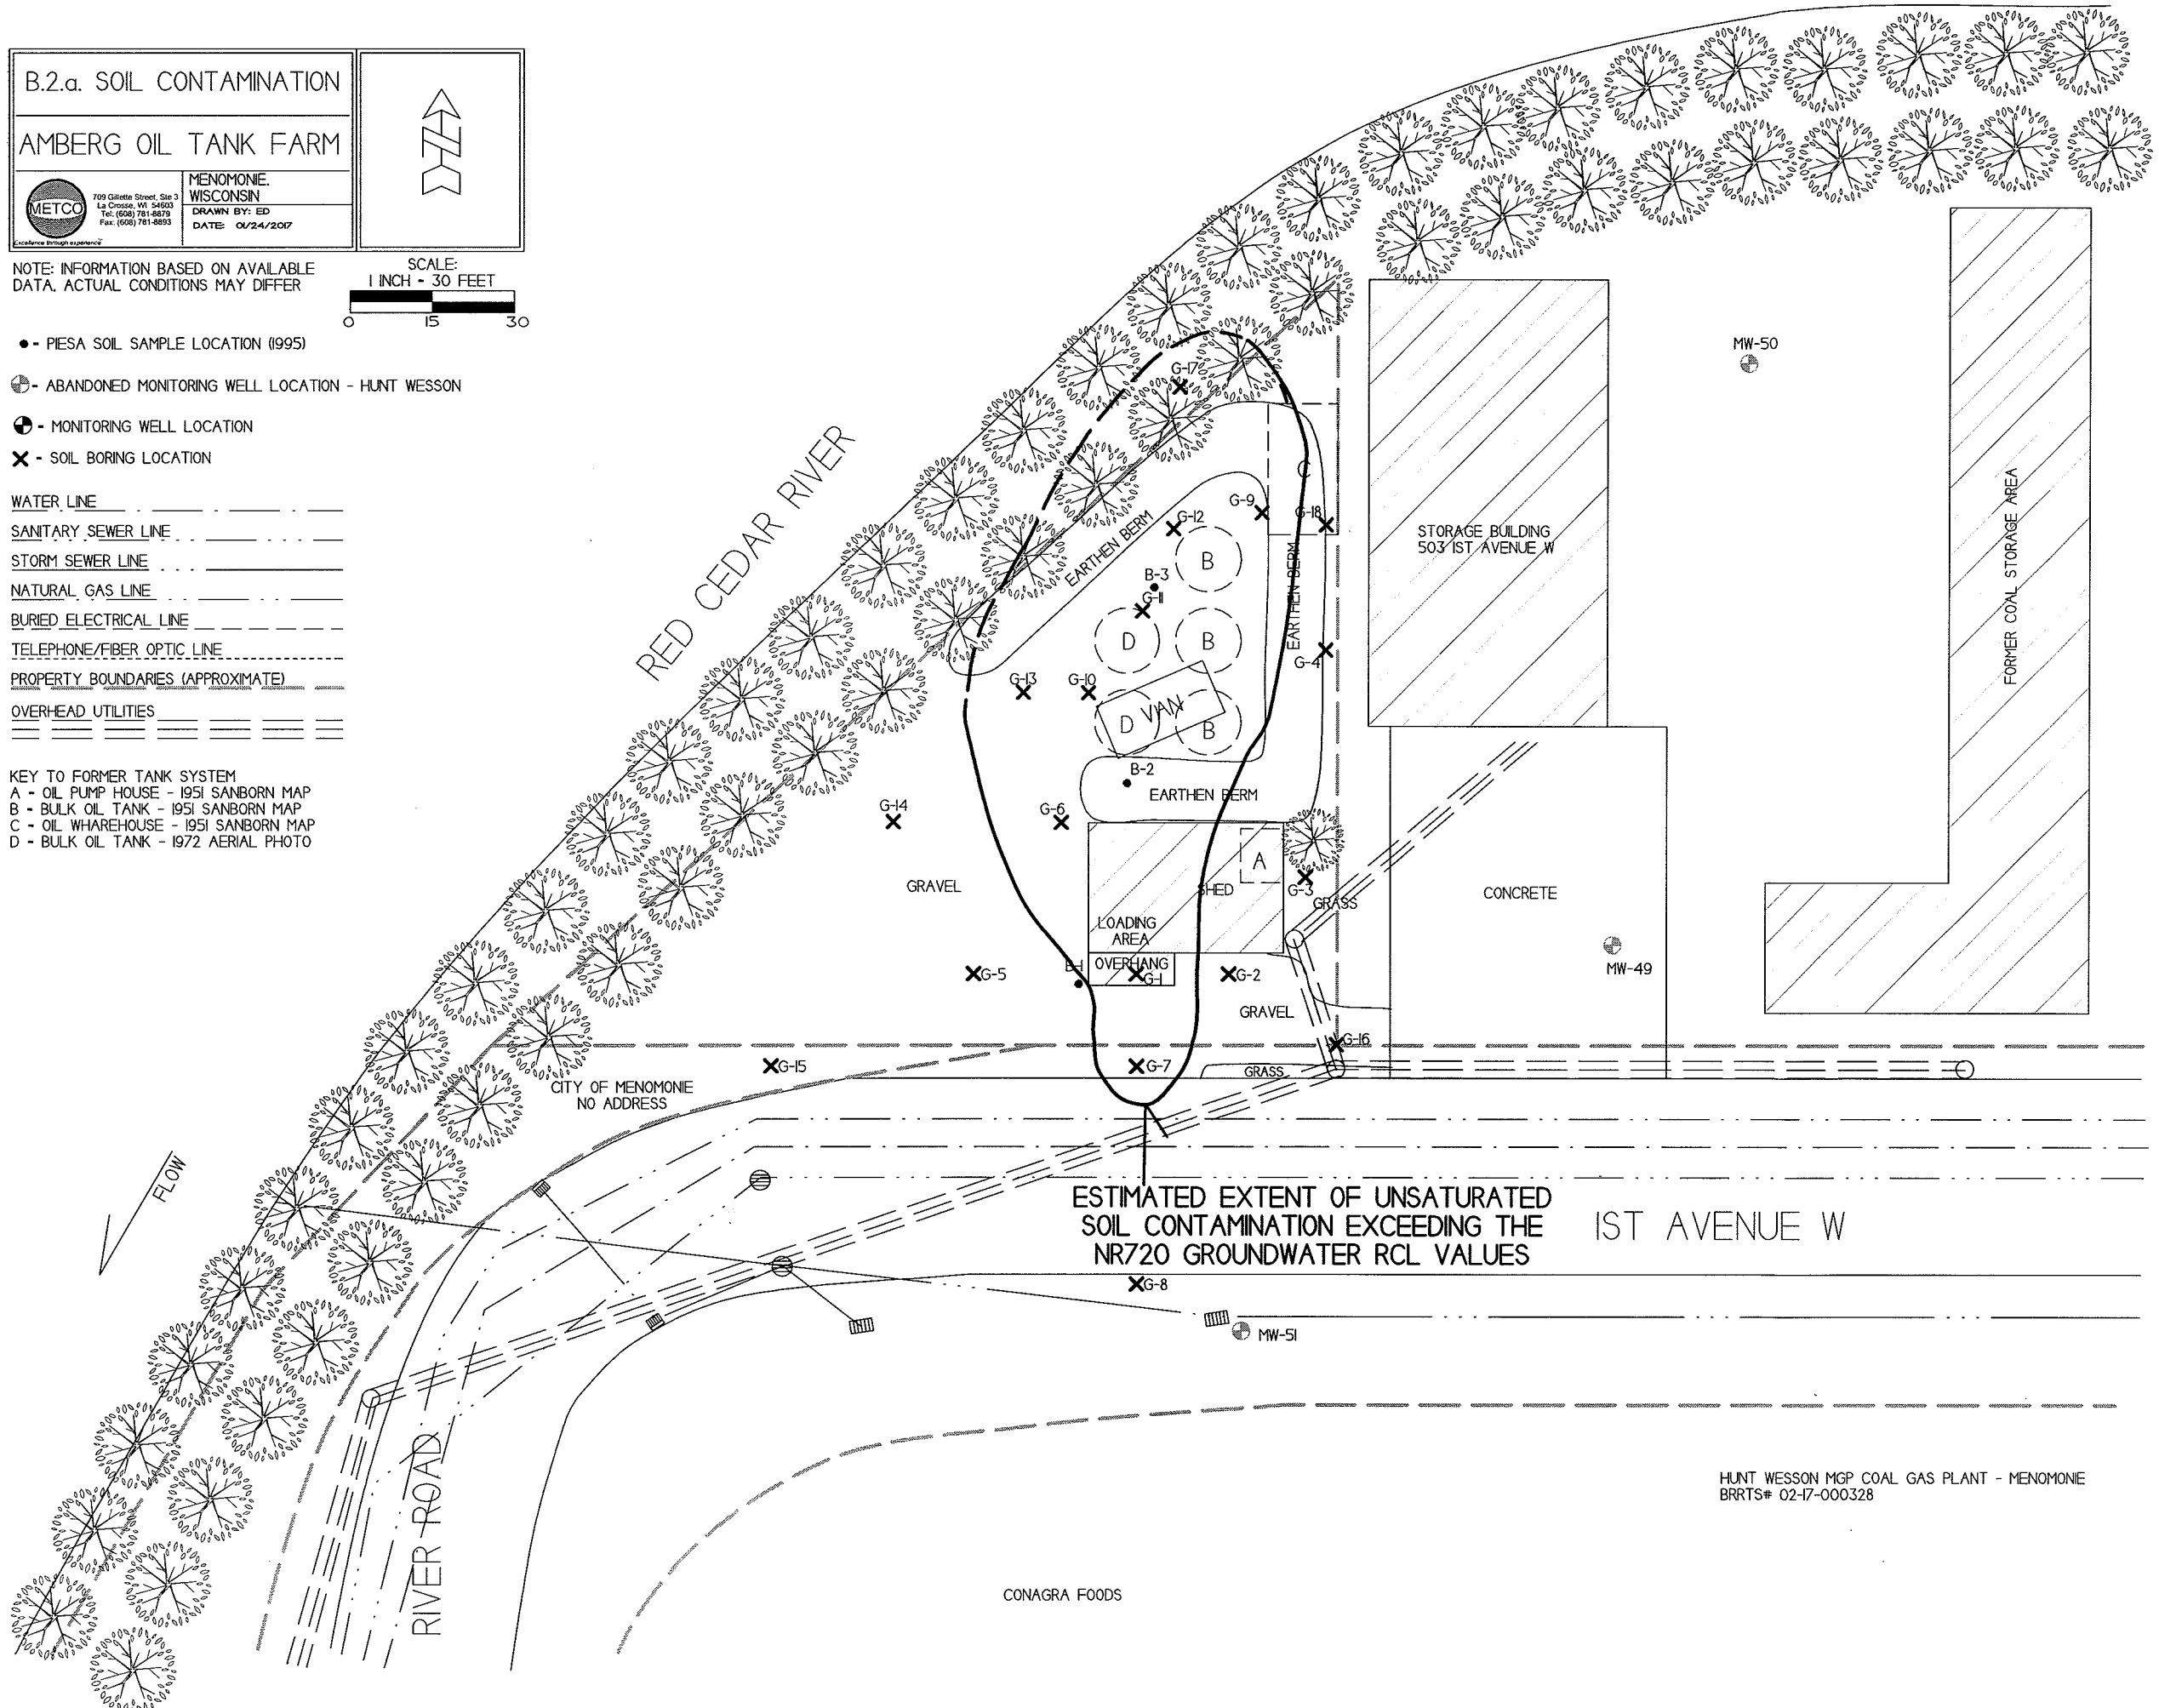 B.2.a. SOIL CONTAMINATION
AMBERG OIL TANK FARM
METCO
Excellence through experience
709 Gillette Street, Ste 3
La Crosse, WI 54603
Tel: (608) 781-8879
Fax: (608) 781-8893
MENOMONIE,
WISCONSIN
DRAWN BY: ED
DATE: 01/24/2017
N
NOTE: INFORMATION BASED ON AVAILABLE
DATA, ACTUAL CONDITIONS MAY DIFFER
SCALE:
1 INCH - 30 FEET
0 15 30
- PIESA SOIL SAMPLE LOCATION (1995)
- ABANDONED MONITORING WELL LOCATION - HUNT WESSON
- MONITORING WELL LOCATION
- SOIL BORING LOCATION
WATER LINE
SANITARY SEWER LINE
STORM SEWER LINE
NATURAL GAS LINE
BURIED ELECTRICAL LINE
TELEPHONE/FIBER OPTIC LINE
PROPERTY BOUNDARIES (APPROXIMATE)
OVERHEAD UTILITIES
KEY TO FORMER TANK SYSTEM
A - OIL PUMP HOUSE - 1951 SANBORN MAP
B - BULK OIL TANK - 1951 SANBORN MAP
C - OIL WHAREHOUSE - 1951 SANBORN MAP
D - BULK OIL TANK - 1972 AERIAL PHOTO
RED CEDAR RIVER
FLOW
G-17
C
G-9
G-18
G-12
EARTHEN BERM
B
B-3
G-11
D
B
EARTHEN BERM
G-4
G-13
G-10
D
VAN
B
B-2
EARTHEN BERM
G-14
G-6
A
SHED
G-3
GRASS
GRAVEL
LOADING
AREA
OVERHANG
B-1
G-1
G-5
G-2
GRAVEL
G-16
G-15
G-7
GRASS
CITY OF MENOMONIE
NO ADDRESS
STORAGE BUILDING
503 1ST AVENUE W
MW-50
FORMER COAL STORAGE AREA
CONCRETE
MW-49
ESTIMATED EXTENT OF UNSATURATED
SOIL CONTAMINATION EXCEEDING THE
NR720 GROUNDWATER RCL VALUES
1ST AVENUE W
G-8
MW-51
RIVER ROAD
HUNT WESSON MGP COAL GAS PLANT - MENOMONIE
BRRTS# 02-17-000328
CONAGRA FOODS